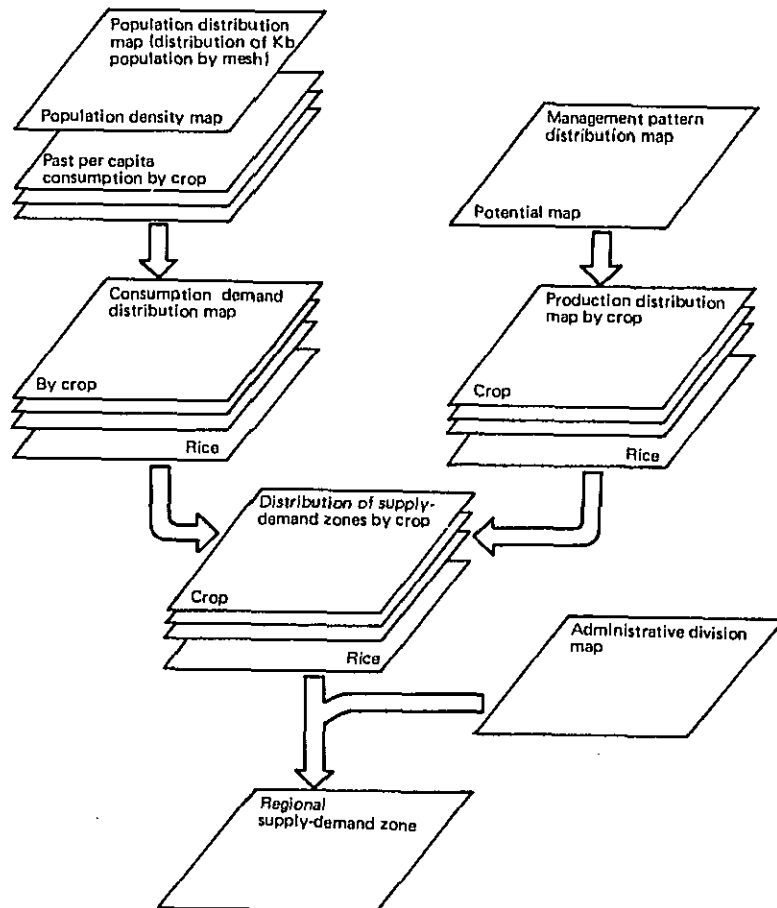 Population distribution
map (distribution of Kb
population by mesh)
Population density map
Past per capita
consumption by crop
Management pattern
distribution map
Potential map
Consumption demand
distribution map
By crop
Rice
Production distribution
map by crop
Crop
Rice
Distribution of supply-
demand zones by crop
Crop
Rice
Administrative division
map
Regional
supply-demand zone